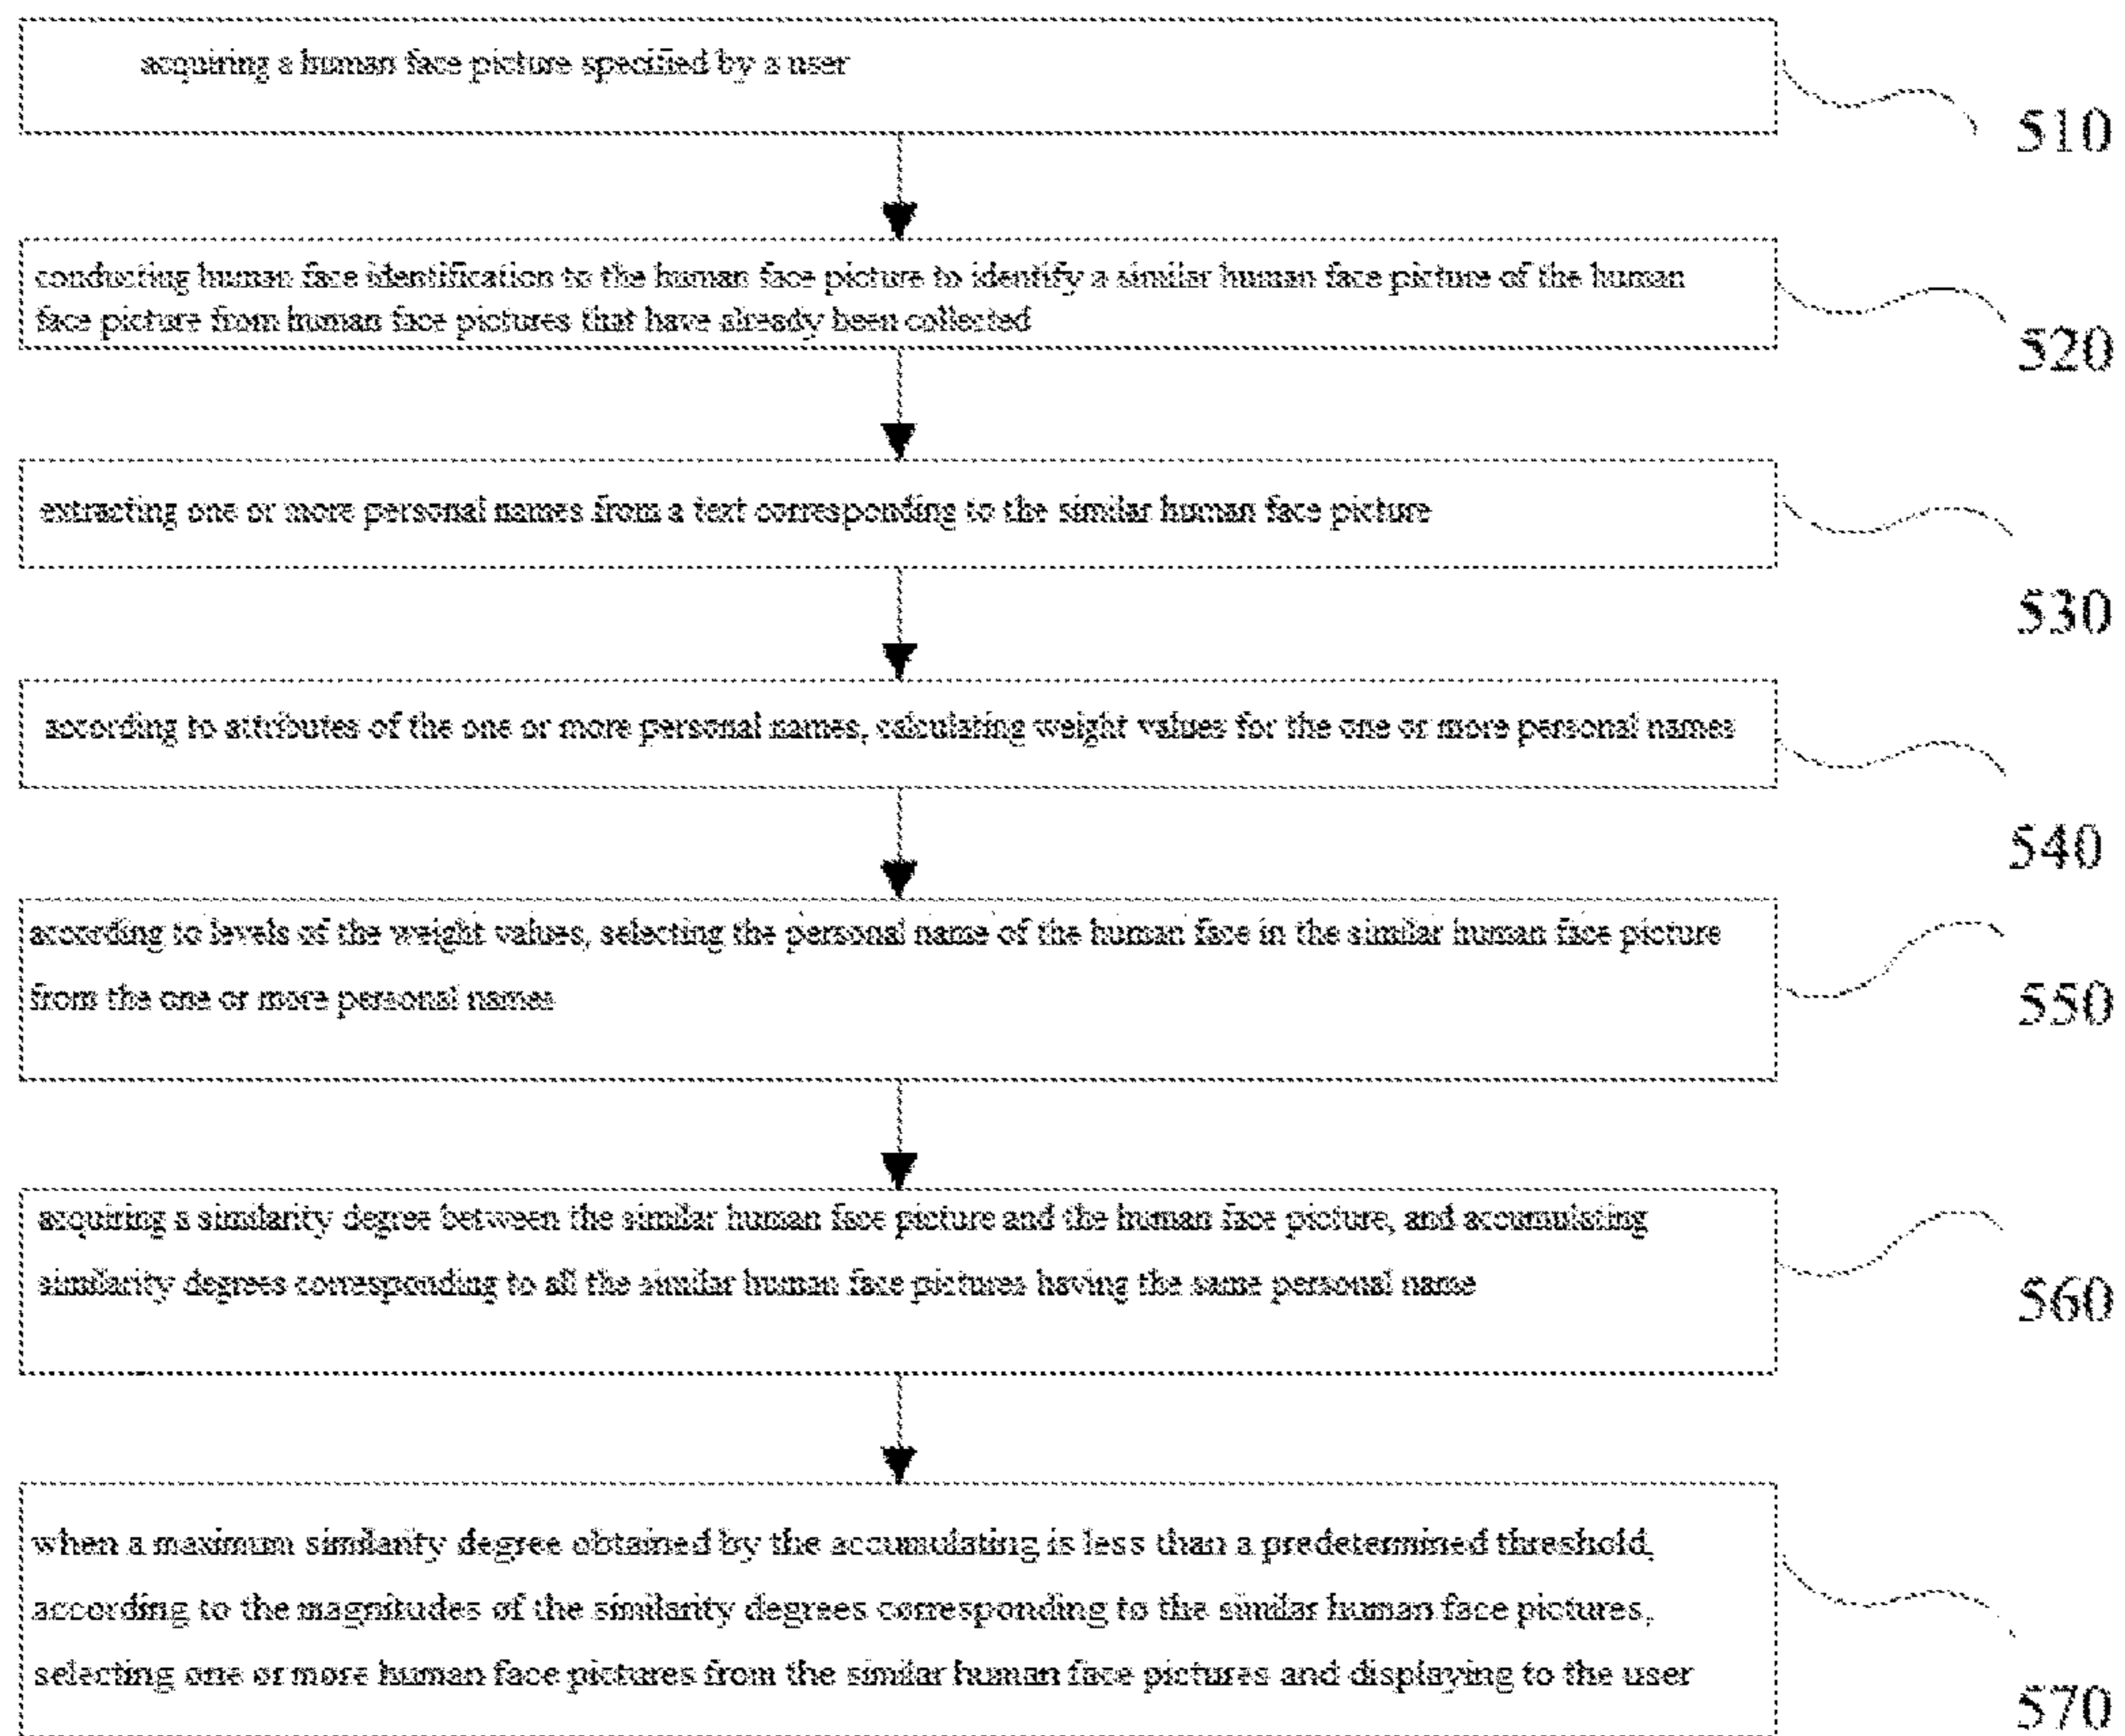 acquiring a human face picture specified by a user
510
conducting human face identification to the human face picture to identify a similar human face picture of the human
face picture from human face pictures that have already been collected
520
extracting one or more personal names from a text corresponding to the similar human face picture
530
according to attributes of the one or more personal names, calculating weight values for the one or more personal names
540
according to levels of the weight values, selecting the personal name of the human face in the similar human face picture
from the one or more personal names
550
acquiring a similarity degree between the similar human face picture and the human face picture, and accumulating
similarity degrees corresponding to all the similar human face pictures having the same personal name
560
when a maximum similarity degree obtained by the accumulating is less than a predetermined threshold,
according to the magnitudes of the similarity degrees corresponding to the similar human face pictures,
selecting one or more human face pictures from the similar human face pictures and displaying to the user
570